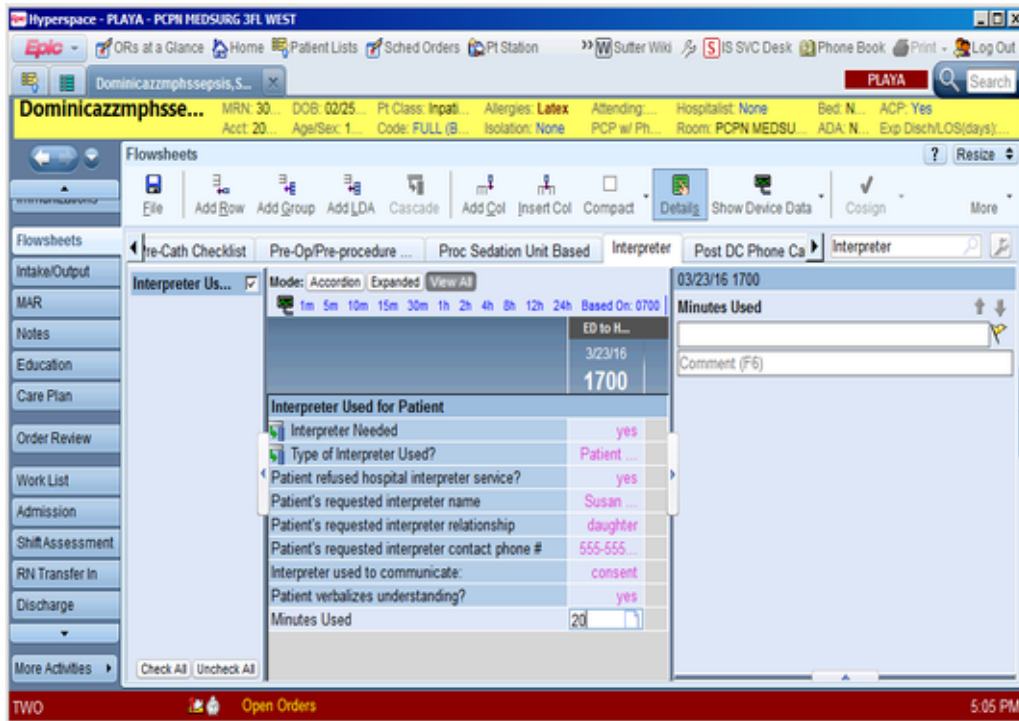 Hyperspace - PLAYA - PCPN MEDSURG 3FL WEST
Epic ORs at a Glance Home Patient Lists Sched Orders Pt Station Sutter Wiki IS SVC Desk Phone Book Print Log Out
Dominicazzmphssepsis,S... PLAYA Search
Dominicazzmphsse... MRN: 30... DOB: 02/25... Pt Class: Inpati... Allergies: Latex Attending:... Hospitalist: None Bed: N... ACP: Yes
Acct: 20... Age/Sex: 1... Code: FULL (B... Isolation: None PCP w/ Ph... Room: PCPN MEDSU... ADA: N... Exp Disch/LOS(days):...
Flowsheets ? Resize
File Add Row Add Group Add LDA Cascade Add Col Insert Col Compact Details Show Device Data Cosign More
Immunizations
Flowsheets
Intake/Output
MAR
Notes
Education
Care Plan
Order Review
Work List
Admission
Shift Assessment
RN Transfer In
Discharge
More Activities
re-Cath Checklist Pre-Op/Pre-procedure ... Proc Sedation Unit Based Interpreter Post DC Phone Ca Interpreter
Interpreter Us...
Check All Uncheck All
Mode: Accordion Expanded View All
1m 5m 10m 15m 30m 1h 2h 4h 8h 12h 24h Based On: 0700
ED to H...
3/23/16
1700
Interpreter Used for Patient
Interpreter Needed yes
Type of Interpreter Used? Patient ...
Patient refused hospital interpreter service? yes
Patient's requested interpreter name Susan ...
Patient's requested interpreter relationship daughter
Patient's requested interpreter contact phone # 555-555...
Interpreter used to communicate: consent
Patient verbalizes understanding? yes
Minutes Used 20
03/23/16 1700
Minutes Used
Comment (F6)
TWO Open Orders 5:05 PM